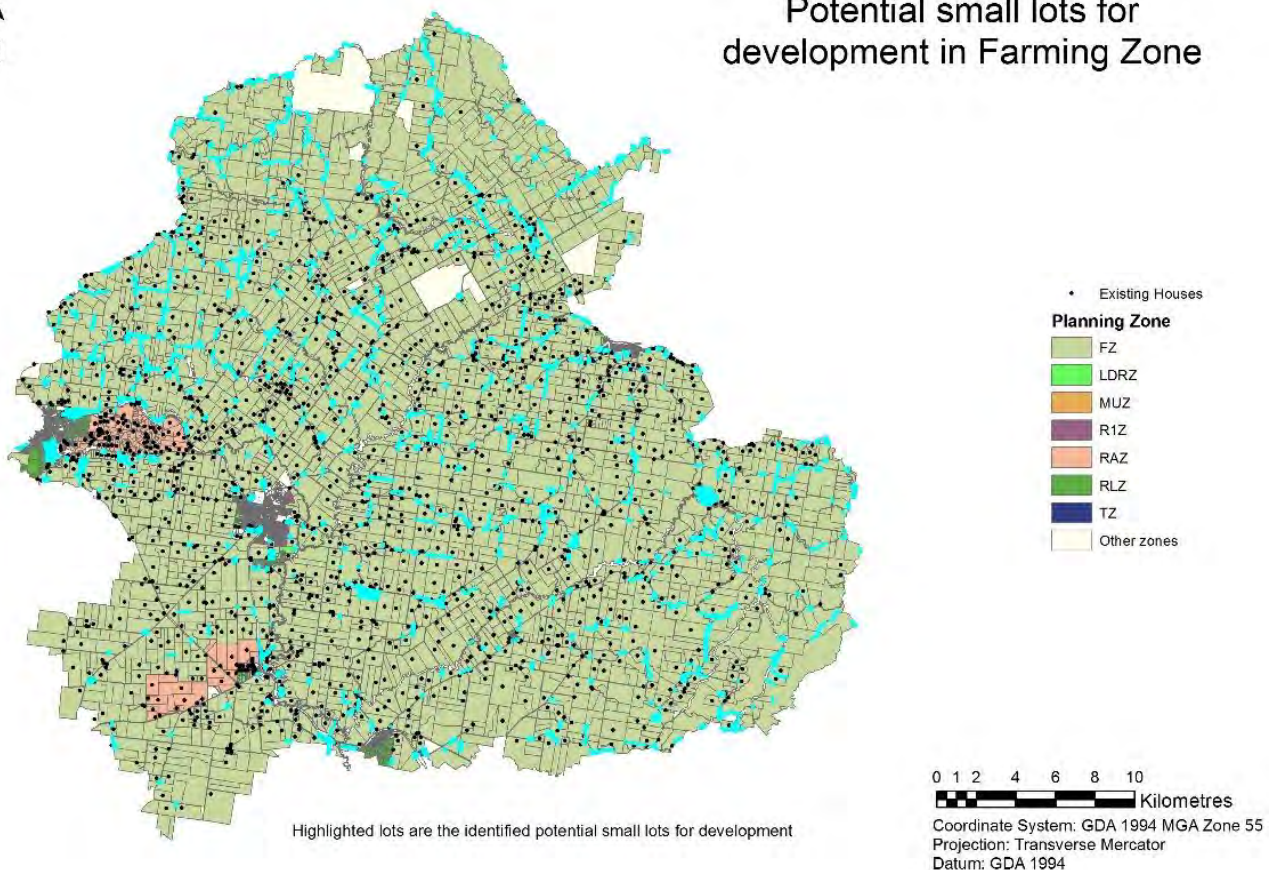 Potential small lots for
development in Farming Zone
Existing Houses
Planning Zone
FZ
LDRZ
MUZ
R1Z
RAZ
RLZ
TZ
Other zones
Highlighted lots are the identified potential small lots for development
0 1 2 4 6 8 10
Kilometres
Coordinate System: GDA 1994 MGA Zone 55
Projection: Transverse Mercator
Datum: GDA 1994